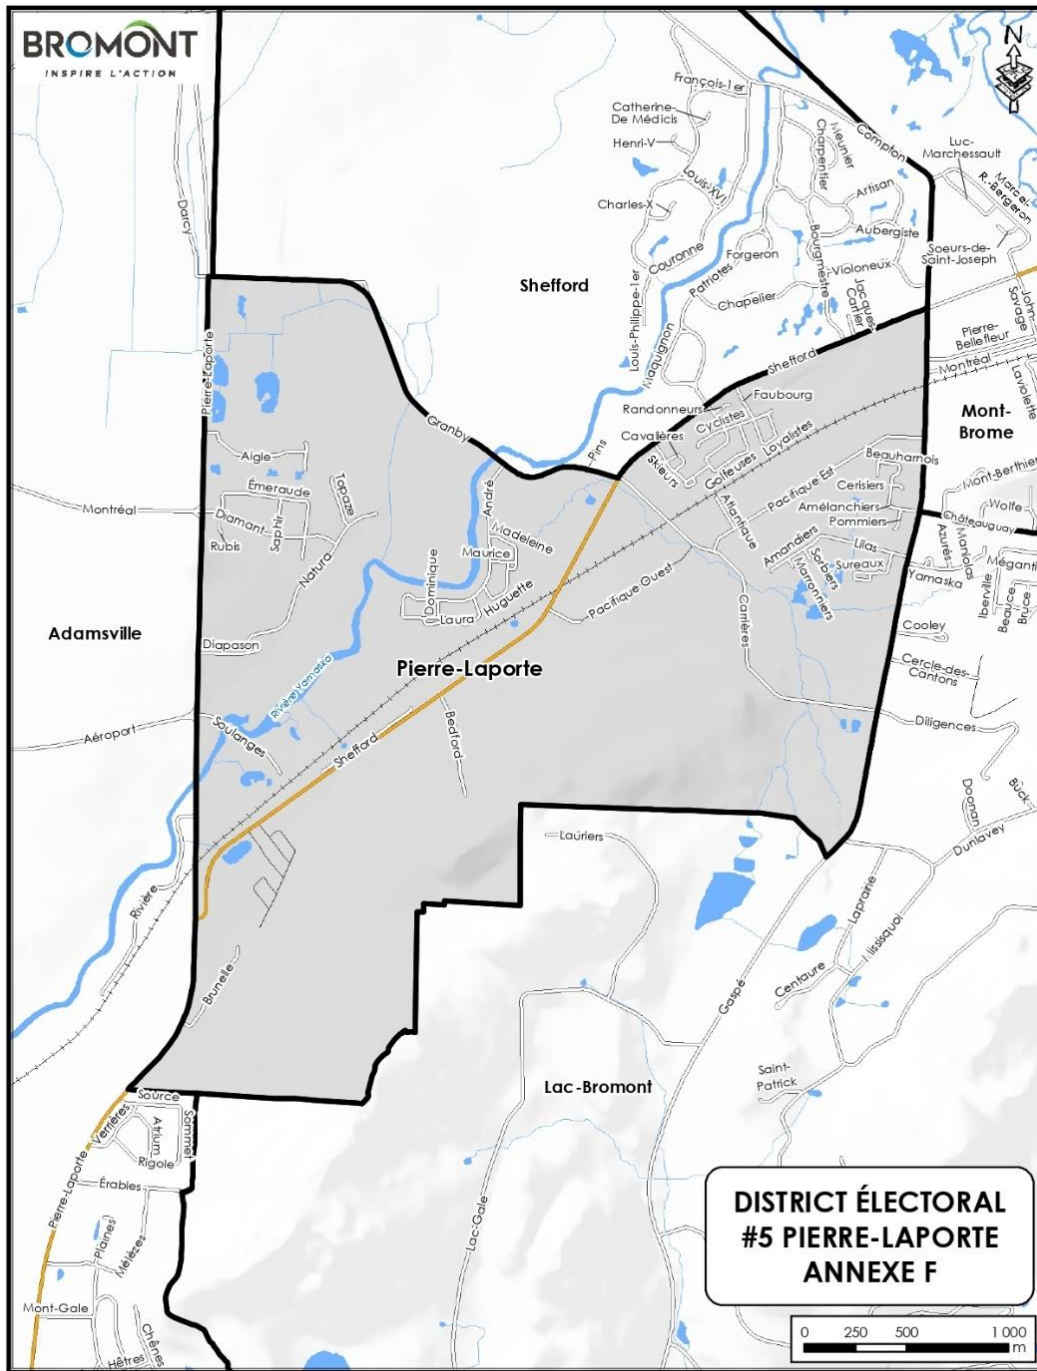 BROMONT
INSPIRE L'ACTION
N
François-1er
Catherine-
De Médicis
Henri-V
Louis-XVI
Charles-X
Couronne
Louis-Philippe-1er
Meunier
Charpentier
Compton
Luc-
Marchessault
Marcel-
R.-Bergeron
Artisan
Aubergiste
Soeurs-de-
Saint-Joseph
Bourgmestre
Forgeron
Patriotes
Violoneux
Chapelier
Jacques-
Cartier
Darcy
Shefford
John-
Savage
Pierre-
Bellefleur
Montréal
Laviolette
Maquignon
Shefford
Pierre-Laporte
Granby
Faubourg
Randonneurs
Cyclistes
Cavalières
Loyalistes
Golfeuses
Skieurs
Pins
Mont-
Brome
Beauharnois
Mont-Berthier
Cerisiers
Pacifique Est
Amélanchiers
Wolfe
Pommiers
Châteauguay
Atlantique
Aigle
Émeraude
Topaze
Montréal
Diamant
Saphir
Rubis
Natura
André
Madeleine
Maurice
Dominique
Huguette
Laura
Amandiers
Lilas
Sorbiers
Sureaux
Marronniers
Azurés
Maniolas
Méganti
Yamaska
Iberville
Beauce
Bruce
Pacifique Ouest
Carrières
Cooley
Adamsville
Diapason
Pierre-Laporte
Cercle-des-
Cantons
Rivière Yamaska
Aéroport
Soulanges
Shefford
Bedford
Diligences
Doonan
Buck
Dunlavey
Lauriers
Rivière
Laprairie
Missisquoi
Centaure
Gaspé
Brunelle
Lac-Bromont
Saint-
Patrick
Source
Verrières
Atrium
Sommet
Rigole
Pierre-Laporte
Érables
Plaines
Mélèzes
Lac-Gale
Mont-Gale
Chênes
Hêtres
DISTRICT ÉLECTORAL
#5 PIERRE-LAPORTE
ANNEXE F
0 250 500 1 000
m